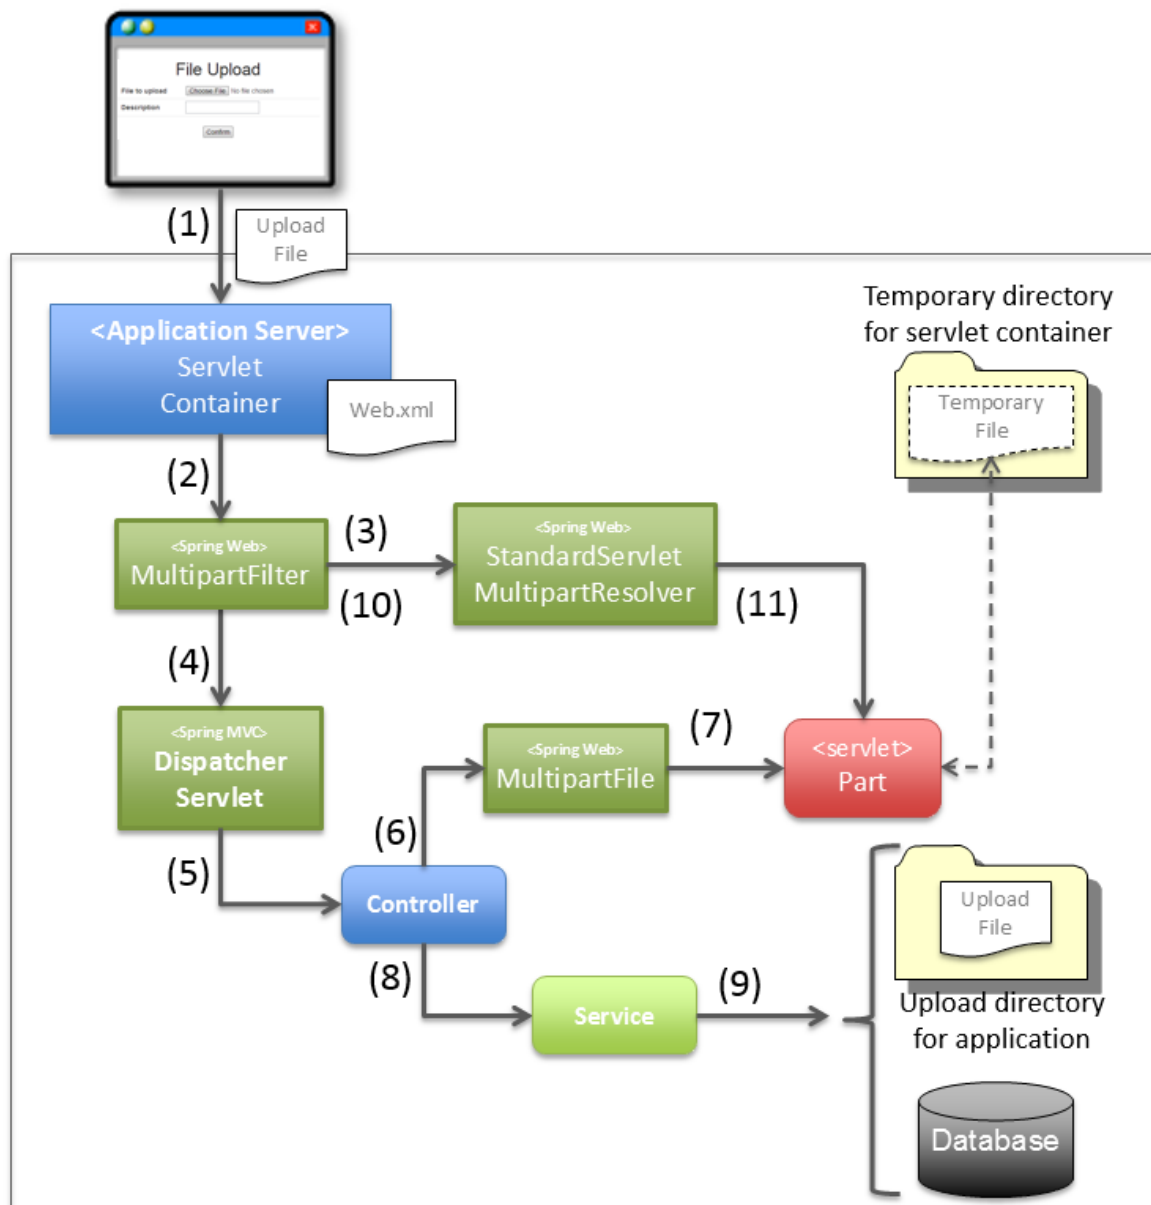 File Upload
File to upload Choose File No file chosen
Description
Confirm
(1)
Upload
File
<Application Server>
Servlet
Container
Web.xml
Temporary directory
for servlet container
Temporary
File
(2)
<Spring Web>
MultipartFilter
(3)
(10)
<Spring Web>
StandardServlet
MultipartResolver
(11)
(4)
<Spring MVC>
Dispatcher
Servlet
<Spring Web>
MultipartFile
(7)
<servlet>
Part
(5)
(6)
Controller
Upload
File
Upload directory
for application
(8)
Service
(9)
Database